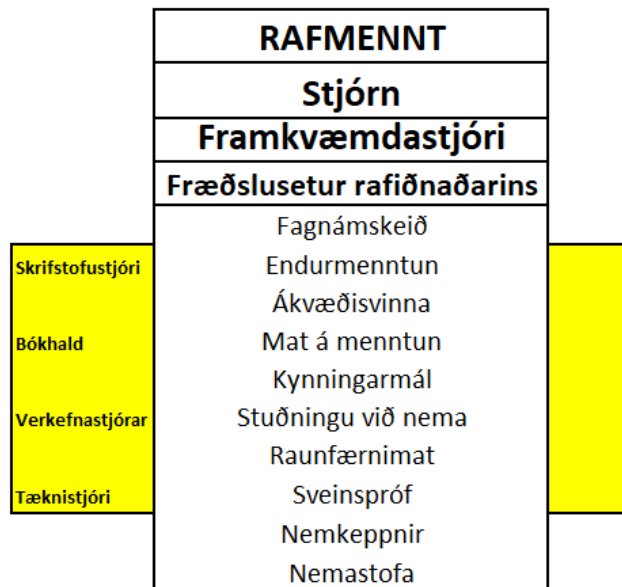 RAFMENNT
Stjórn
Framkvæmdastjóri
Fræðslusetur rafiðnaðarins
Fagnámskeið
Skrifstofustjóri
Endurmenntun
Ákvæðisvinna
Bókhald
Mat á menntun
Kynningarmál
Verkefnastjórar
Stuðningu við nema
Raunfærnimat
Tæknistjóri
Sveinspróf
Nemkeppnir
Nemastofa